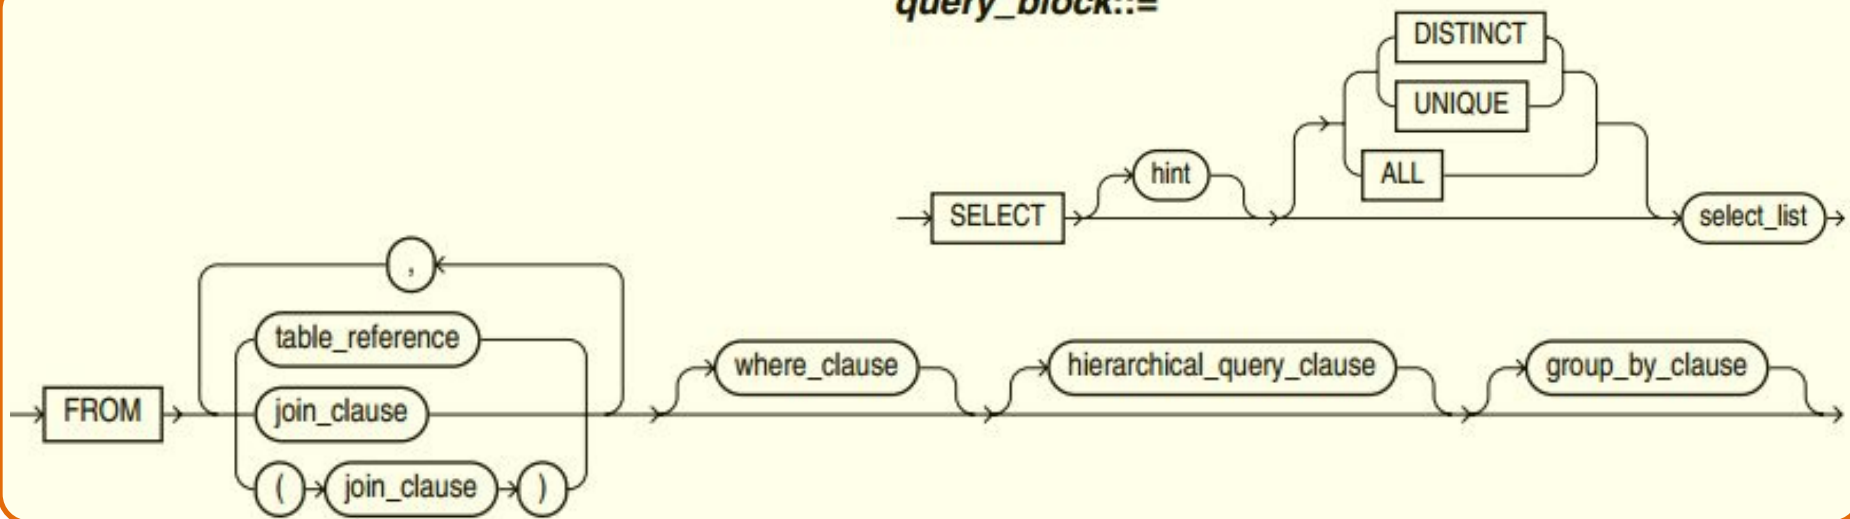 query_block::=
DISTINCT
UNIQUE
ALL
hint
SELECT
select_list
,
table_reference
where_clause
hierarchical_query_clause
group_by_clause
FROM
join_clause
( join_clause )